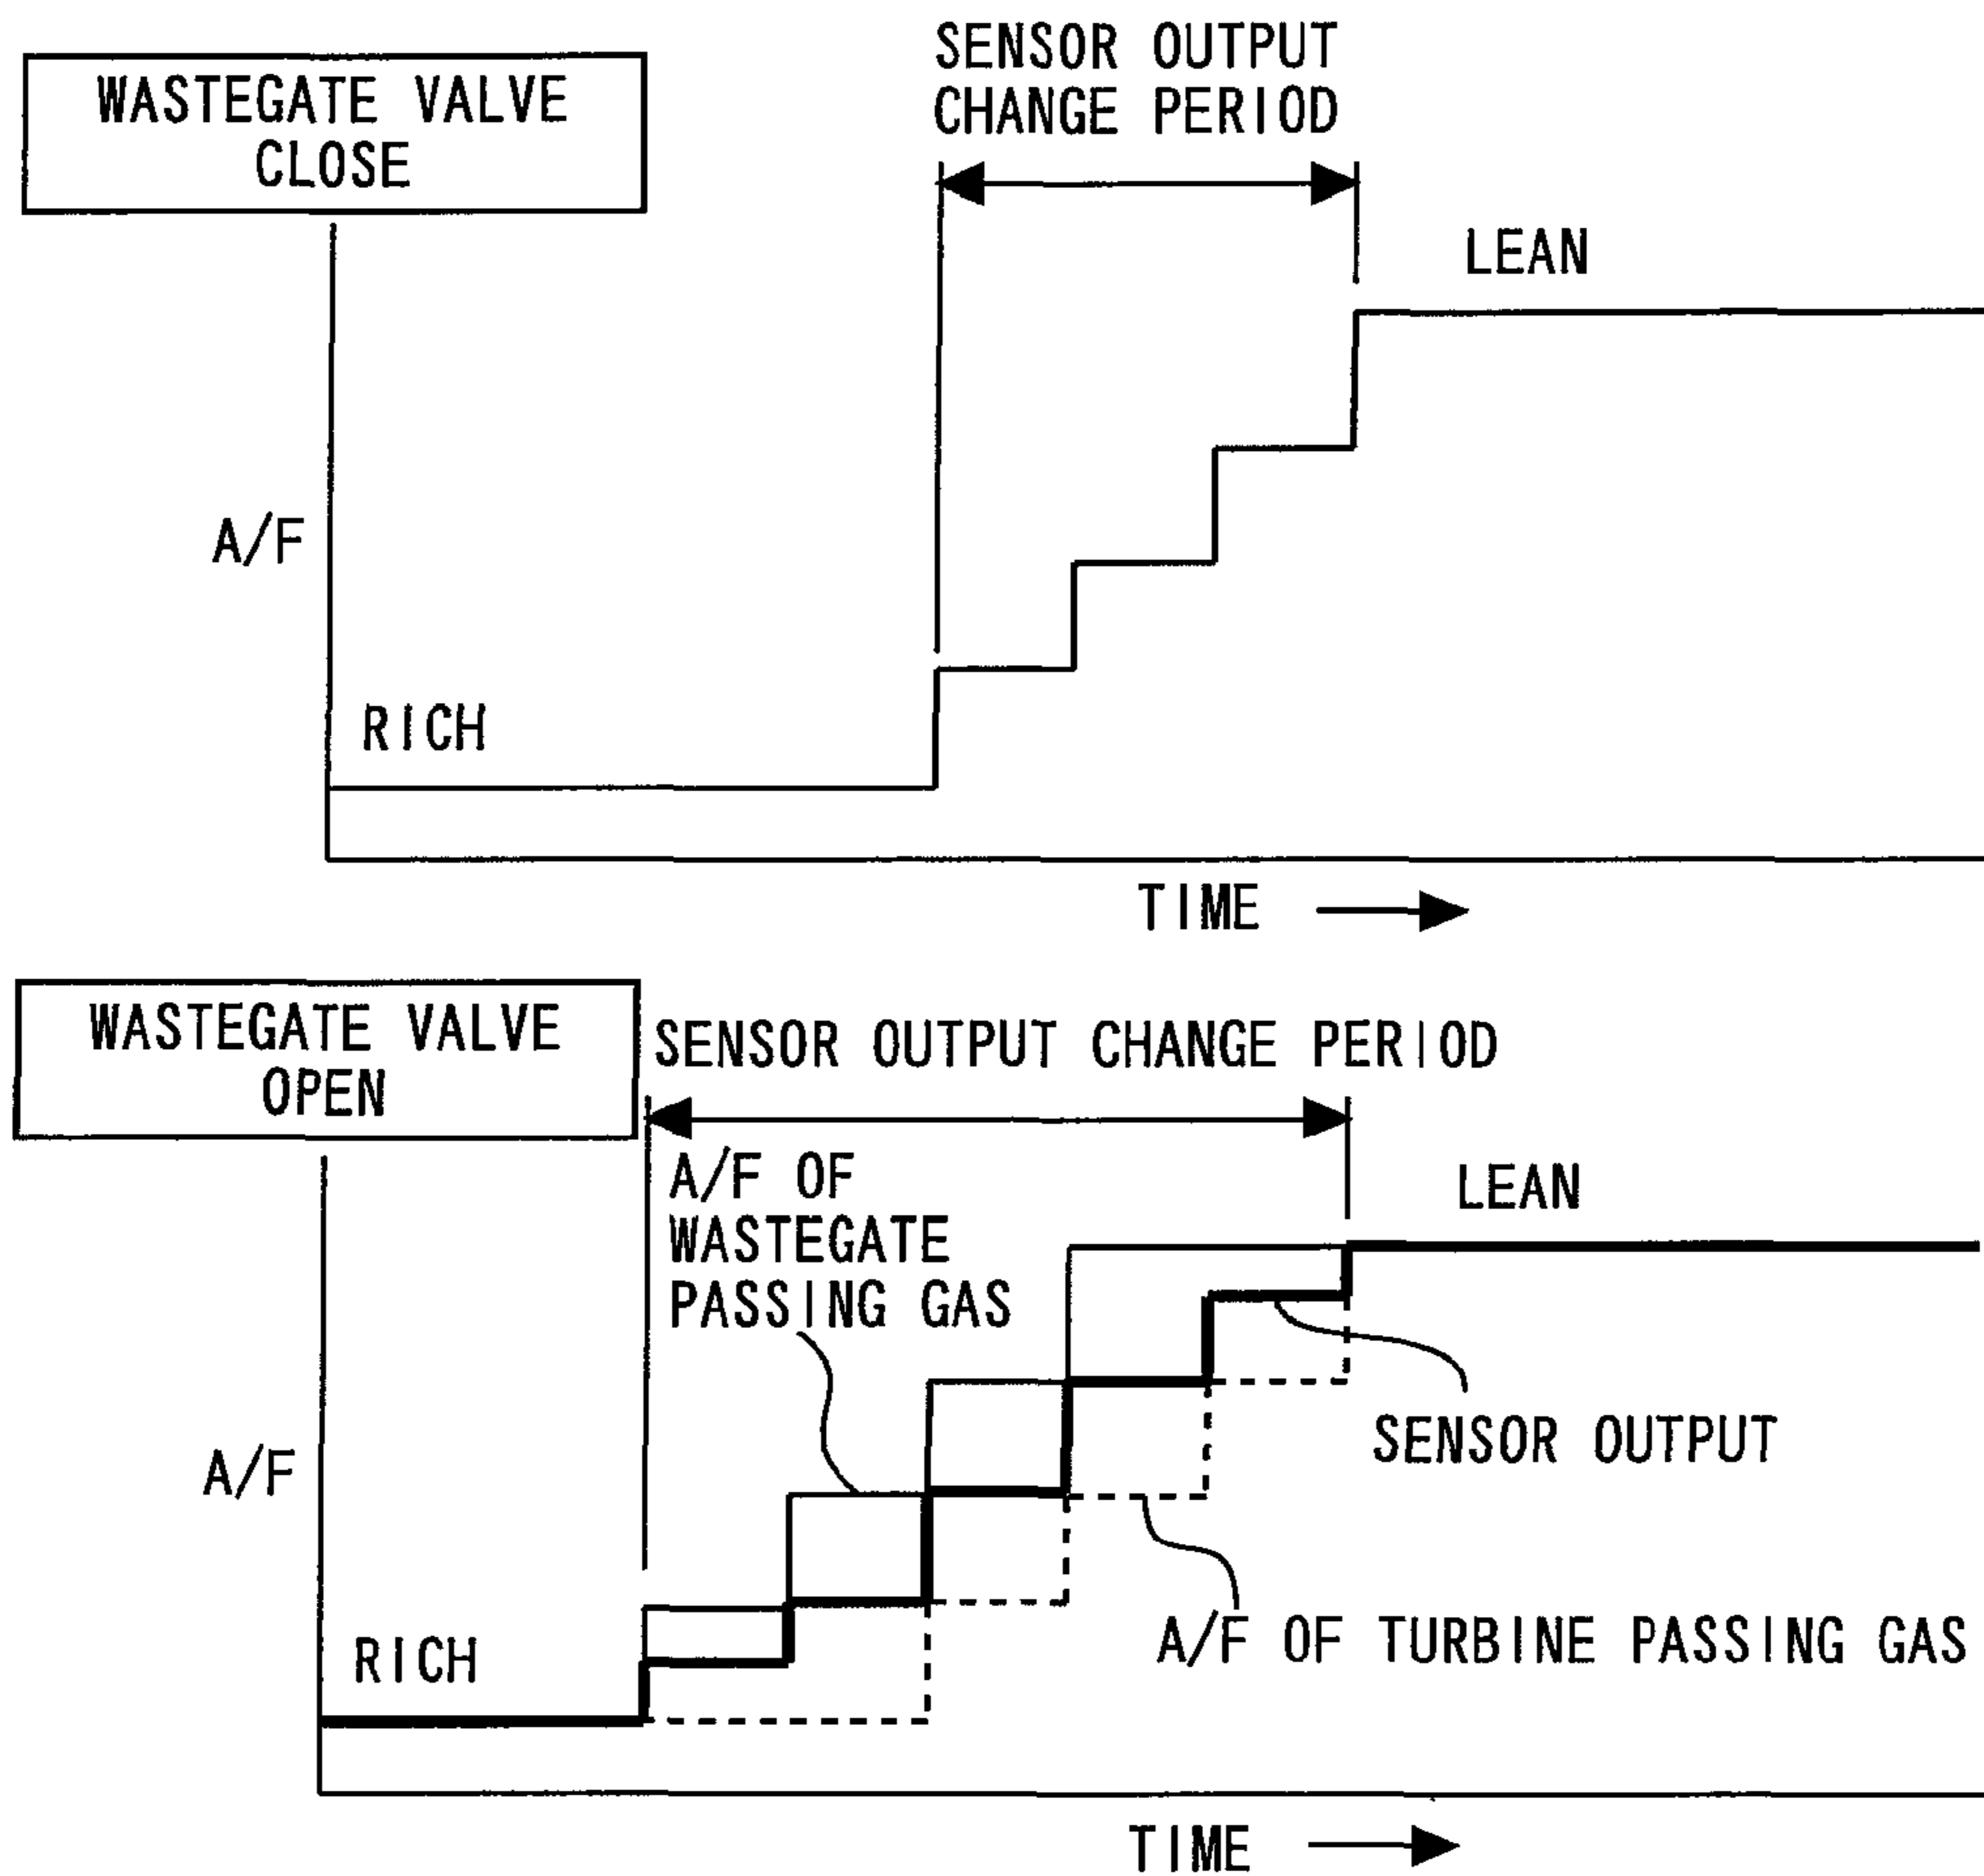 WASTEGATE VALVE
CLOSE
SENSOR OUTPUT
CHANGE PERIOD
LEAN
A/F
RICH
TIME
WASTEGATE VALVE
OPEN
SENSOR OUTPUT CHANGE PERIOD
A/F OF
WASTEGATE
PASSING GAS
LEAN
SENSOR OUTPUT
A/F
A/F OF TURBINE PASSING GAS
RICH
TIME